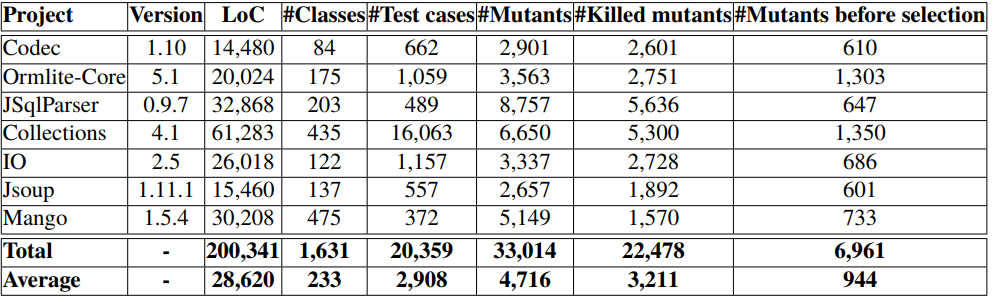 Project Version LoC #Classes #Test cases #Mutants #Killed mutants #Mutants before selection
Codec 1.10 14,480 84 662 2,901 2,601 610
Ormlite-Core 5.1 20,024 175 1,059 3,563 2,751 1,303
JSqlParser 0.9.7 32,868 203 489 8,757 5,636 647
Collections 4.1 61,283 435 16,063 6,650 5,300 1,350
IO 2.5 26,018 122 1,157 3,337 2,728 686
Jsoup 1.11.1 15,460 137 557 2,657 1,892 601
Mango 1.5.4 30,208 475 372 5,149 1,570 733
Total - 200,341 1,631 20,359 33,014 22,478 6,961
Average - 28,620 233 2,908 4,716 3,211 944